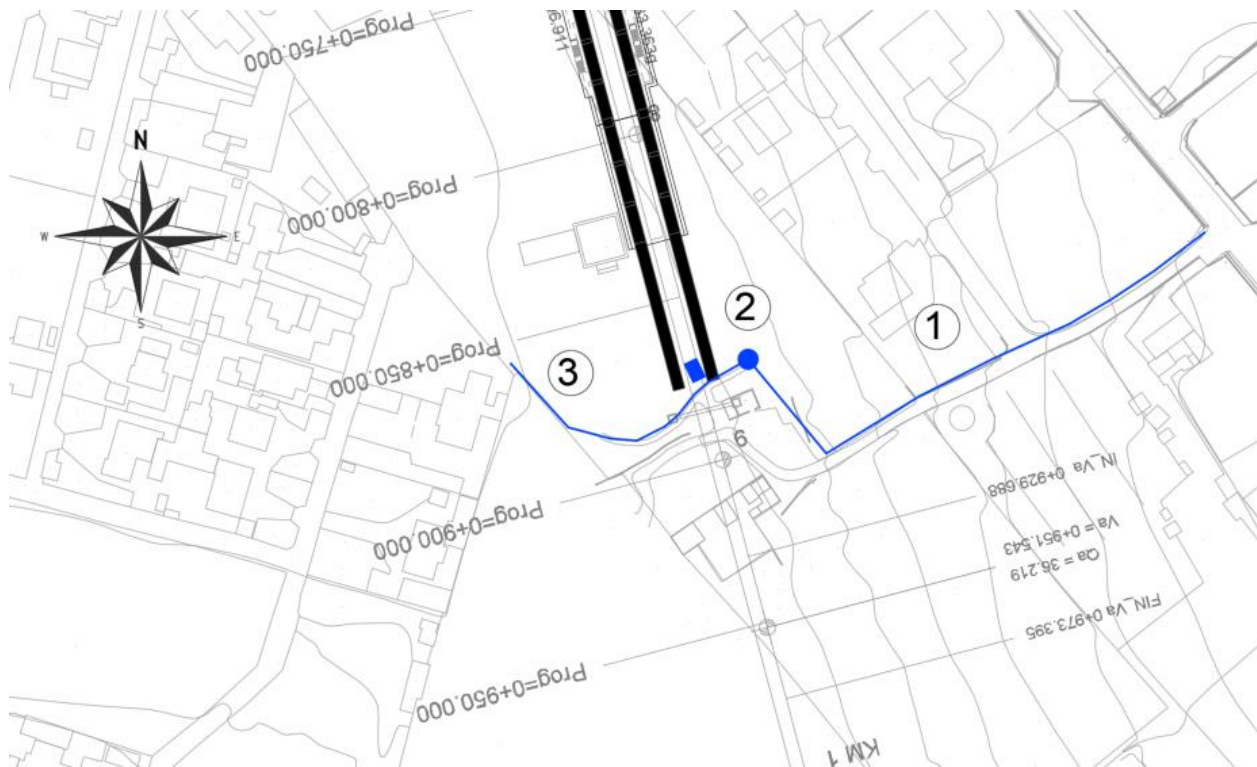 Prog=0+750.000
N
W
E
S
Prog=0+800.000
8
2
1
3
Prog=0+850.000
9
IN_Va 0+929.688
Va = 0+951.543
Qa = 36.219
Prog=0+900.000
FIN_Va 0+973.395
Prog=0+950.000
KM 1